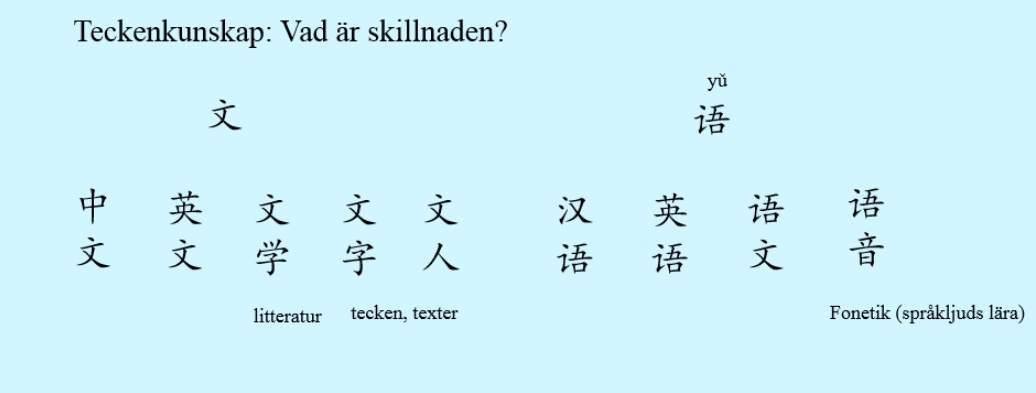 Teckenkunskap: Vad är skillnaden?
yǔ
文 语
中文 英文 文学 文字 文人 汉语 英语 语文 语音
litteratur tecken, texter Fonetik (språkljuds lära)